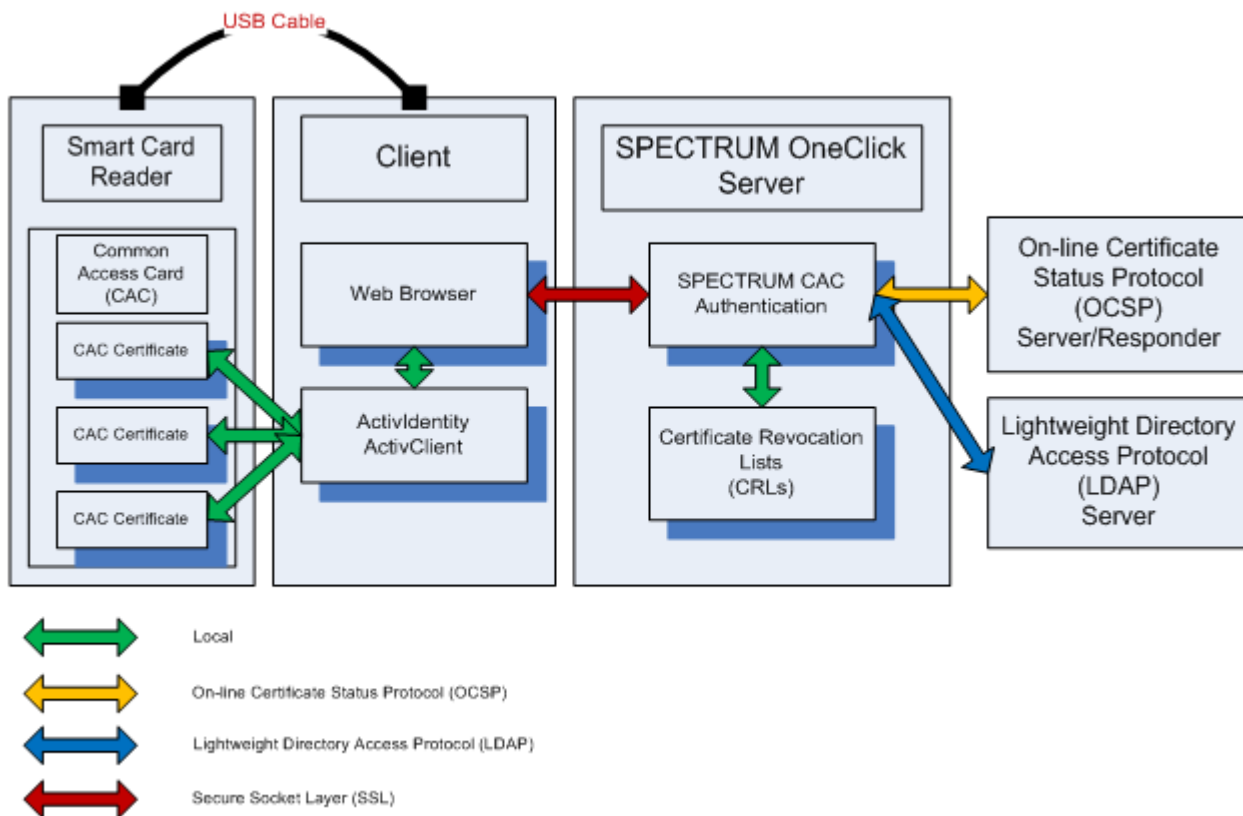 USB Cable
Smart Card
Reader
Common
Access Card
(CAC)
CAC Certificate
CAC Certificate
CAC Certificate
Client
Web Browser
ActivIdentity
ActivClient
SPECTRUM OneClick
Server
SPECTRUM CAC
Authentication
Certificate Revocation
Lists
(CRLs)
On-line Certificate
Status Protocol
(OCSP)
Server/Responder
Lightweight Directory
Access Protocol
(LDAP)
Server
Local
On-line Certificate Status Protocol (OCSP)
Lightweight Directory Access Protocol (LDAP)
Secure Socket Layer (SSL)